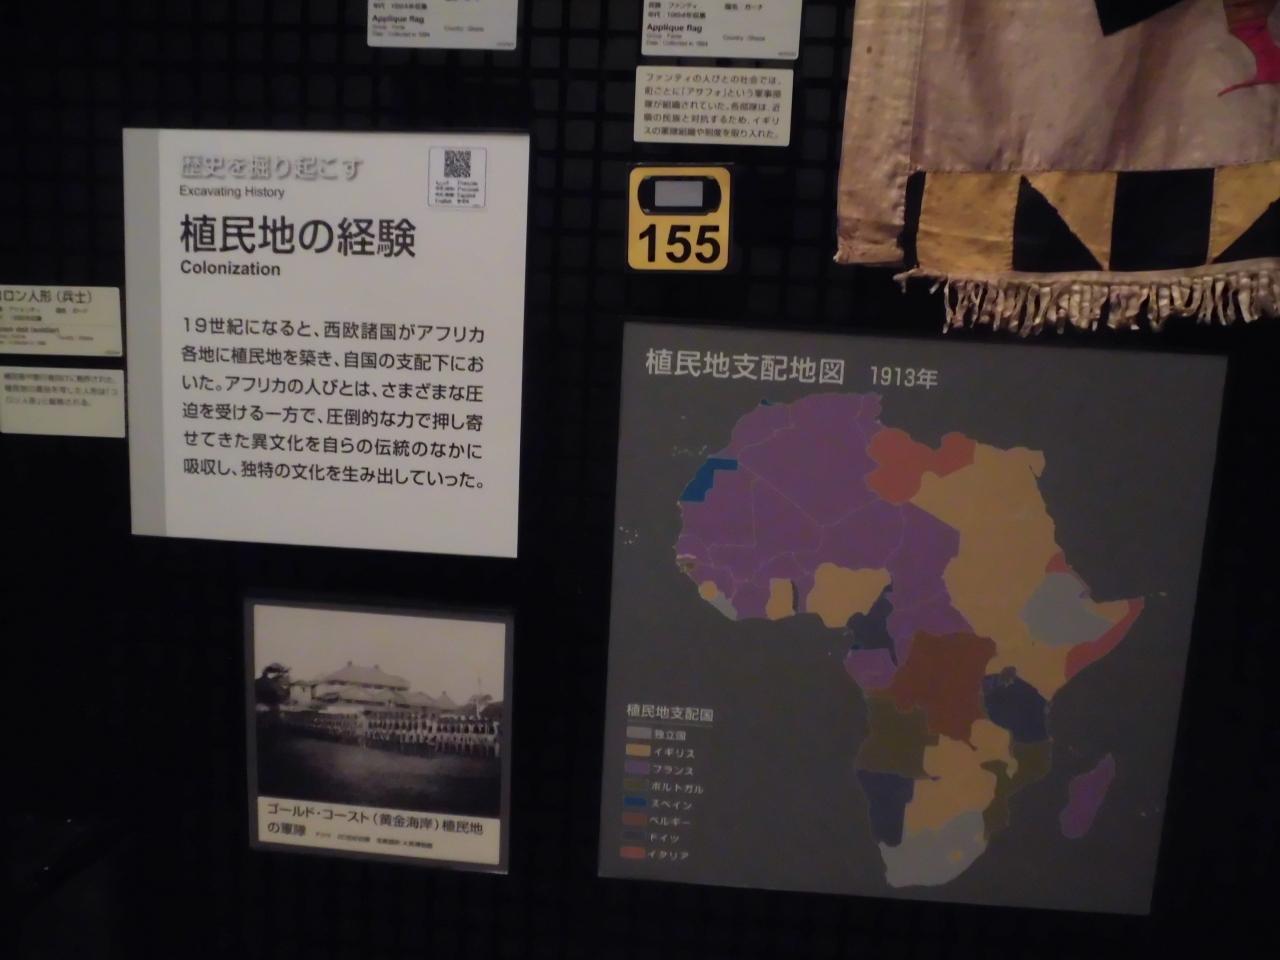 Applique flag
Country : Ghana
Applique flag
Country : Ghana
ファンティの人びとの社会では、
町ごとに「アサフォ」という軍事組
隊が組織されていた。各部隊は、近
隣の民族と対抗するため、イギリ
スの軍隊組織や制度を取り入れた。
歴史を掘り起こす
Excavating History
植民地の経験
Colonization
19世紀になると、西欧諸国がアフリカ
各地に植民地を築き、自国の支配下にお
いた。アフリカの人びとは、さまざまな圧
迫を受ける一方で、圧倒的な力で押し寄
せてきた異文化を自らの伝統のなかに
吸収し、独特の文化を生み出していった。
155
ロン人形(兵士)
植民地支配地図 1913年
植民地支配国
独立国
イギリス
フランス
ポルトガル
スペイン
ベルギー
ドイツ
イタリア
ゴールド・コースト(黄金海岸)植民地
の軍隊